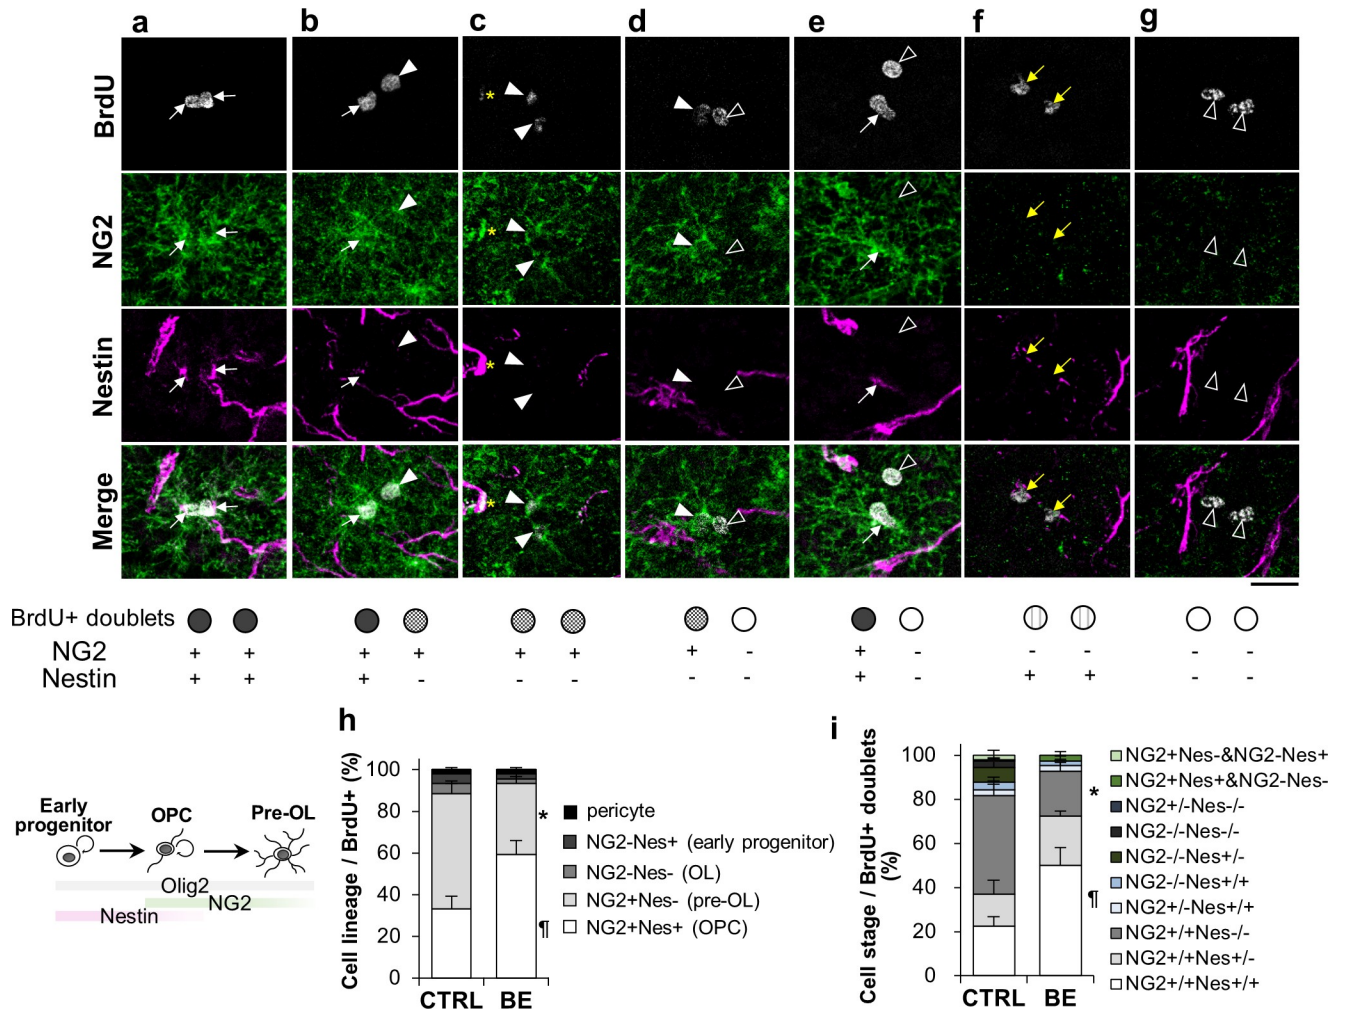 a b c d e f g
BrdU
NG2
Nestin
Merge
* * * *
BrdU+ doublets
NG2 + + + + + + + - + - - - - -
Nestin + + + - - - - - + - + + - -
Early progenitor
OPC
Pre-OL
Olig2
NG2
Nestin
h
Cell lineage / BrdU+ (%)
100
80
60
40
20
0
CTRL BE
*
¶
pericyte
NG2-Nes+ (early progenitor)
NG2-Nes- (OL)
NG2+Nes- (pre-OL)
NG2+Nes+ (OPC)
i
Cell stage / BrdU+ doublets (%)
100
80
60
40
20
0
CTRL BE
*
¶
NG2+Nes-&NG2-Nes+
NG2+Nes+&NG2-Nes-
NG2+/-Nes-/-
NG2-/-Nes-/-
NG2-/-Nes+/-
NG2-/-Nes+/+
NG2+/-Nes+/+
NG2+/+Nes-/-
NG2+/+Nes+/-
NG2+/+Nes+/+